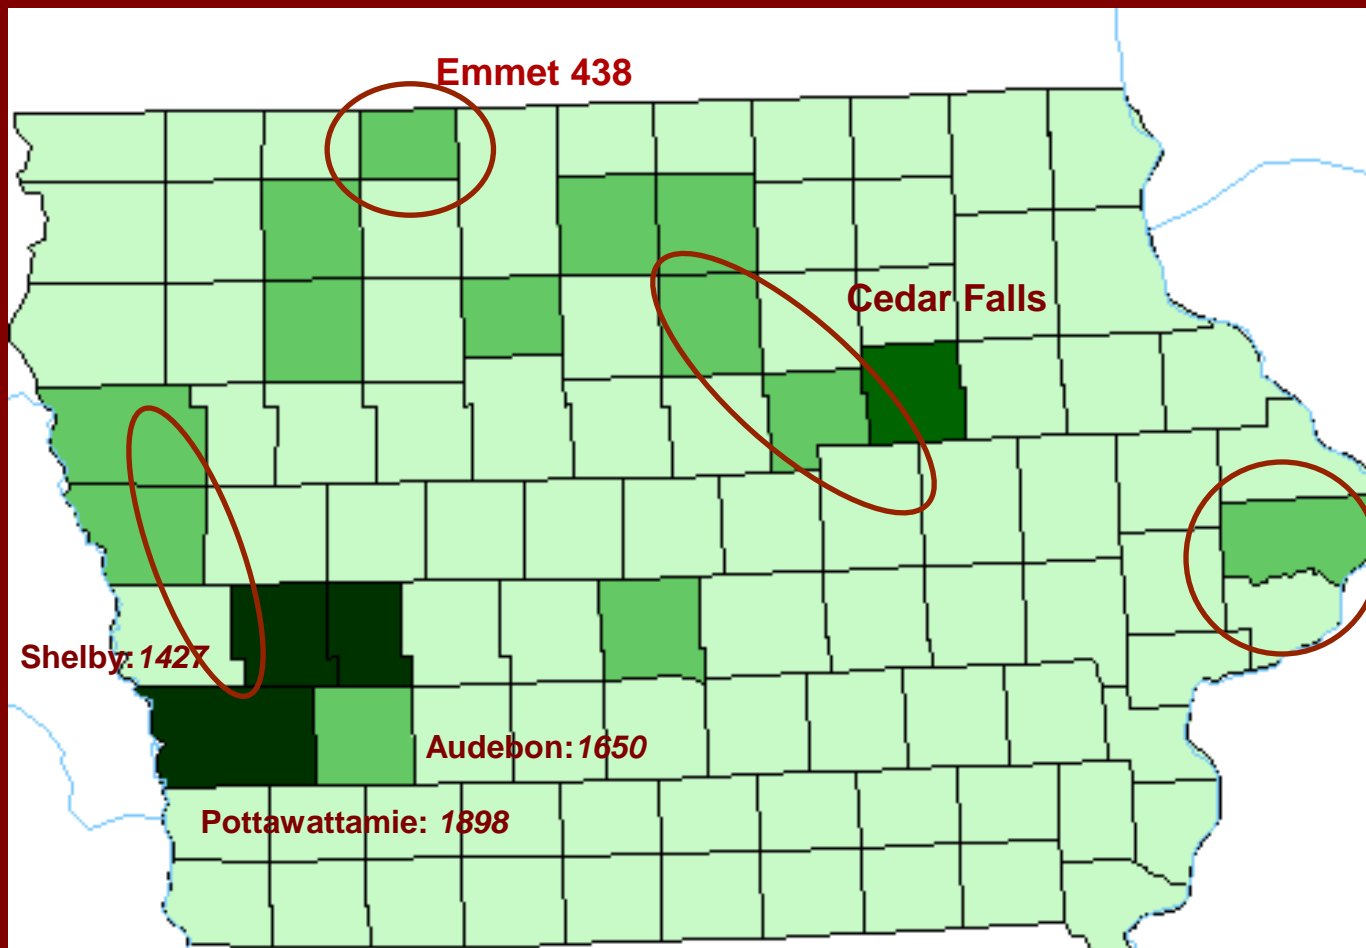 Emmet 438
Cedar Falls
Shelby: 1427
Audebon: 1650
Pottawattamie: 1898